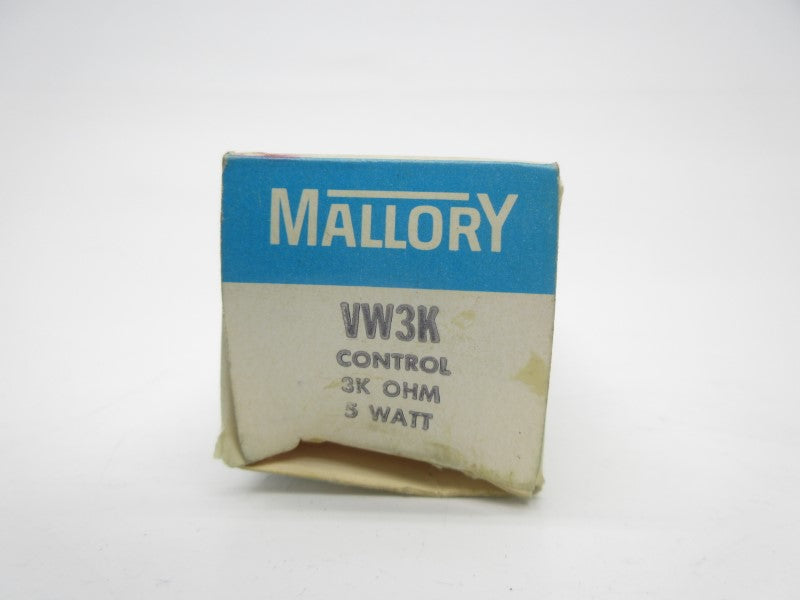 MALLORY
VW3K
CONTROL
3K OHM
5 WATT